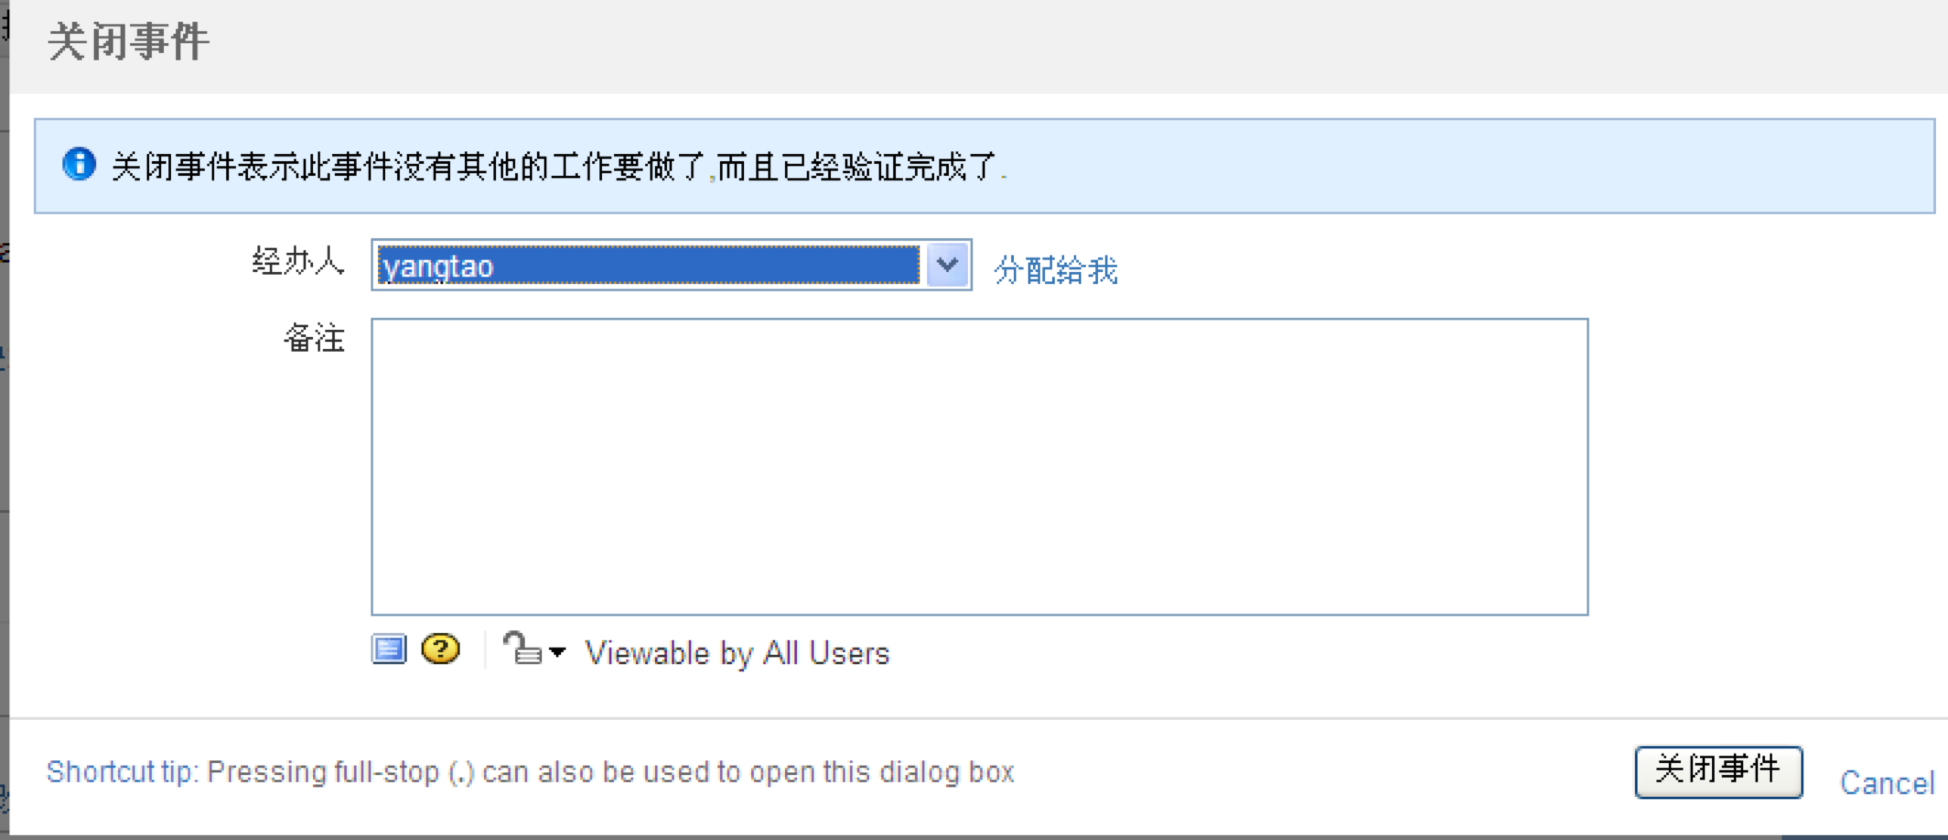 关闭事件
关闭事件表示此事件没有其他的工作要做了,而且已经验证完成了.
经办人 yangtao 分配给我
备注
Viewable by All Users
Shortcut tip: Pressing full-stop (.) can also be used to open this dialog box 关闭事件 Cancel